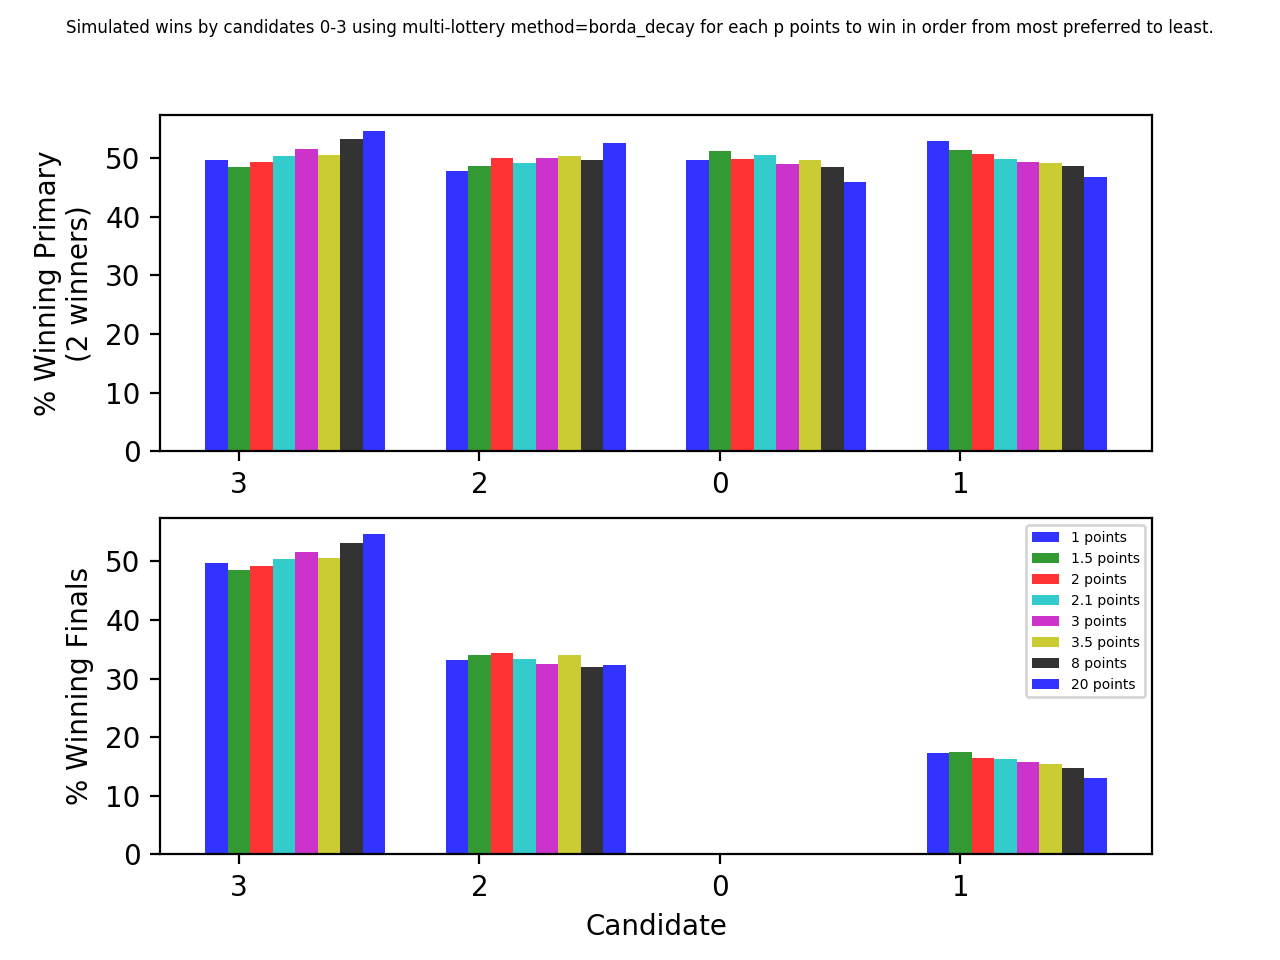 Simulated wins by candidates 0-3 using multi-lottery method=borda_decay for each p points to win in order from most preferred to least.
% Winning Primary
(2 winners)
50
40
30
20
10
0
3 2 0 1
% Winning Finals
50
40
30
20
10
0
1 points
1.5 points
2 points
2.1 points
3 points
3.5 points
8 points
20 points
3 2 0 1
Candidate